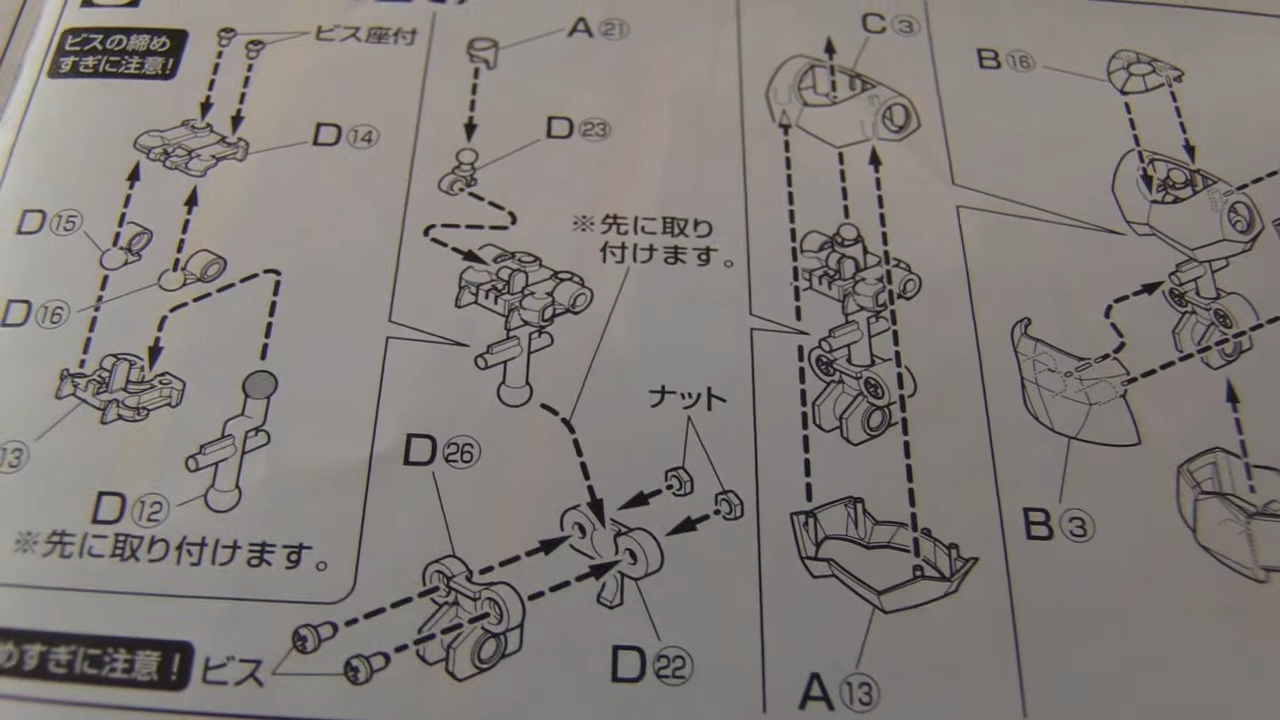 ビスの締め
すぎに注意!
ビス座付
D⑭
D⑮
D⑯
⑬
D⑫
※先に取り付けます。
A㉑
D㉓
※先に取り
付けます。
ナット
D㉖
D㉒
めすぎに注意!
ビス
C③
A⑬
B⑯
B③